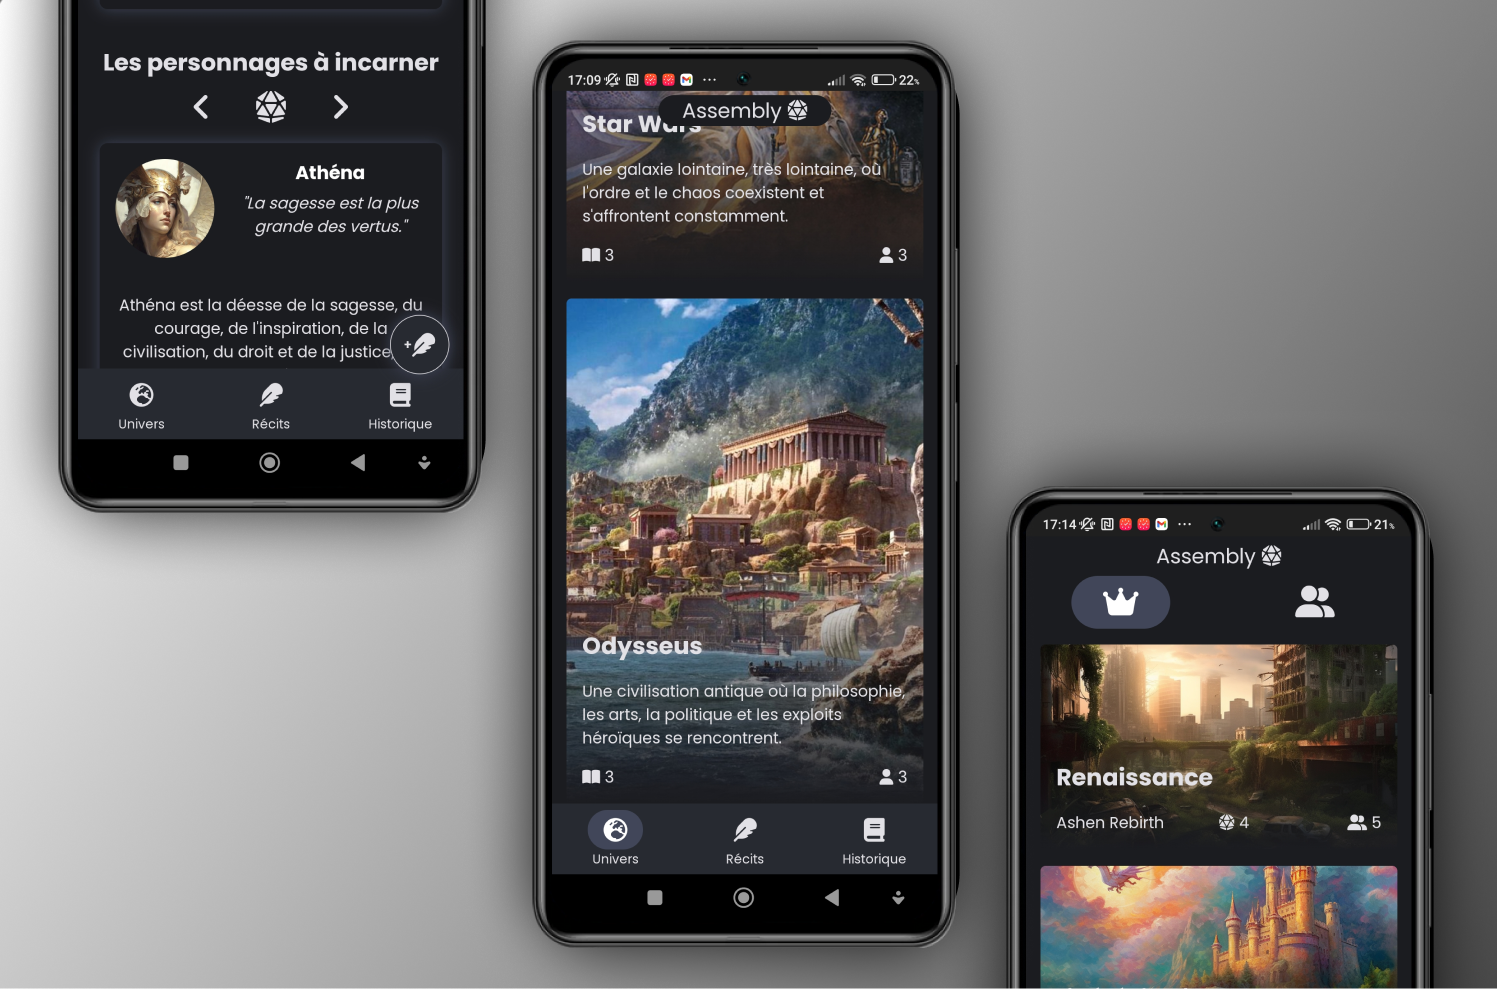 Les personnages à incarner
Athéna
"La sagesse est la plus
grande des vertus."
Athéna est la déesse de la sagesse, du
courage, de l'inspiration, de la
civilisation, du droit et de la justice,
+
Univers
Récits
Historique
17:09
22%
Assembly
Star Wars
Une galaxie lointaine, très lointaine, où
l'ordre et le chaos coexistent et
s'affrontent constamment.
3
3
Odysseus
Une civilisation antique où la philosophie,
les arts, la politique et les exploits
héroïques se rencontrent.
3
3
Univers
Récits
Historique
17:14
21%
Assembly
Renaissance
Ashen Rebirth
4
5